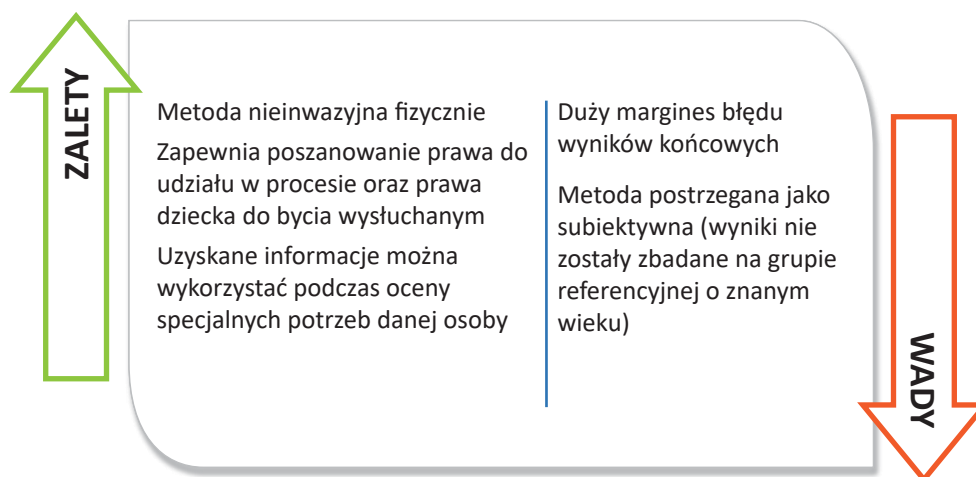 ZALETY
Metoda nieinwazyjna fizycznie
Zapewnia poszanowanie prawa do
udziału w procesie oraz prawa
dziecka do bycia wysłuchanym
Uzyskane informacje można
wykorzystać podczas oceny
specjalnych potrzeb danej osoby
Duży margines błędu
wyników końcowych
Metoda postrzegana jako
subiektywna (wyniki nie
zostały zbadane na grupie
referencyjnej o znanym
wieku)
WADY